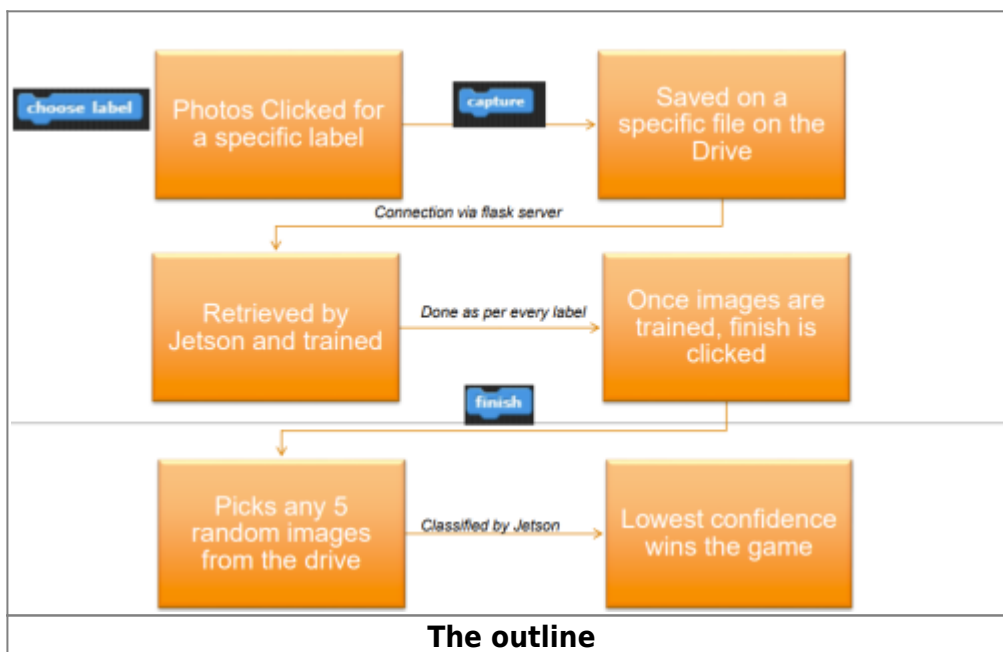 choose label
Photos Clicked for
a specific label
capture
Saved on a
specific file on the
Drive
Connection via flask server
Retrieved by
Jetson and trained
Done as per every label
Once images are
trained, finish is
clicked
finish
Picks any 5
random images
from the drive
Classified by Jetson
Lowest confidence
wins the game
The outline